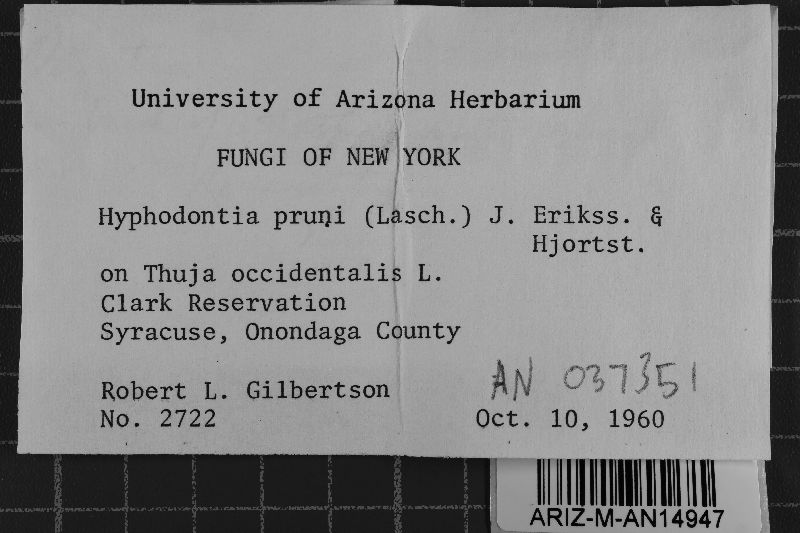 University of Arizona Herbarium
FUNGI OF NEW YORK
Hyphodontia pruni (Lasch.) J. Erikss. &
Hjortst.
on Thuja occidentalis L.
Clark Reservation
Syracuse, Onondaga County
Robert L. Gilbertson
AN 037351
No. 2722
Oct. 10, 1960
ARIZ-M-AN14947